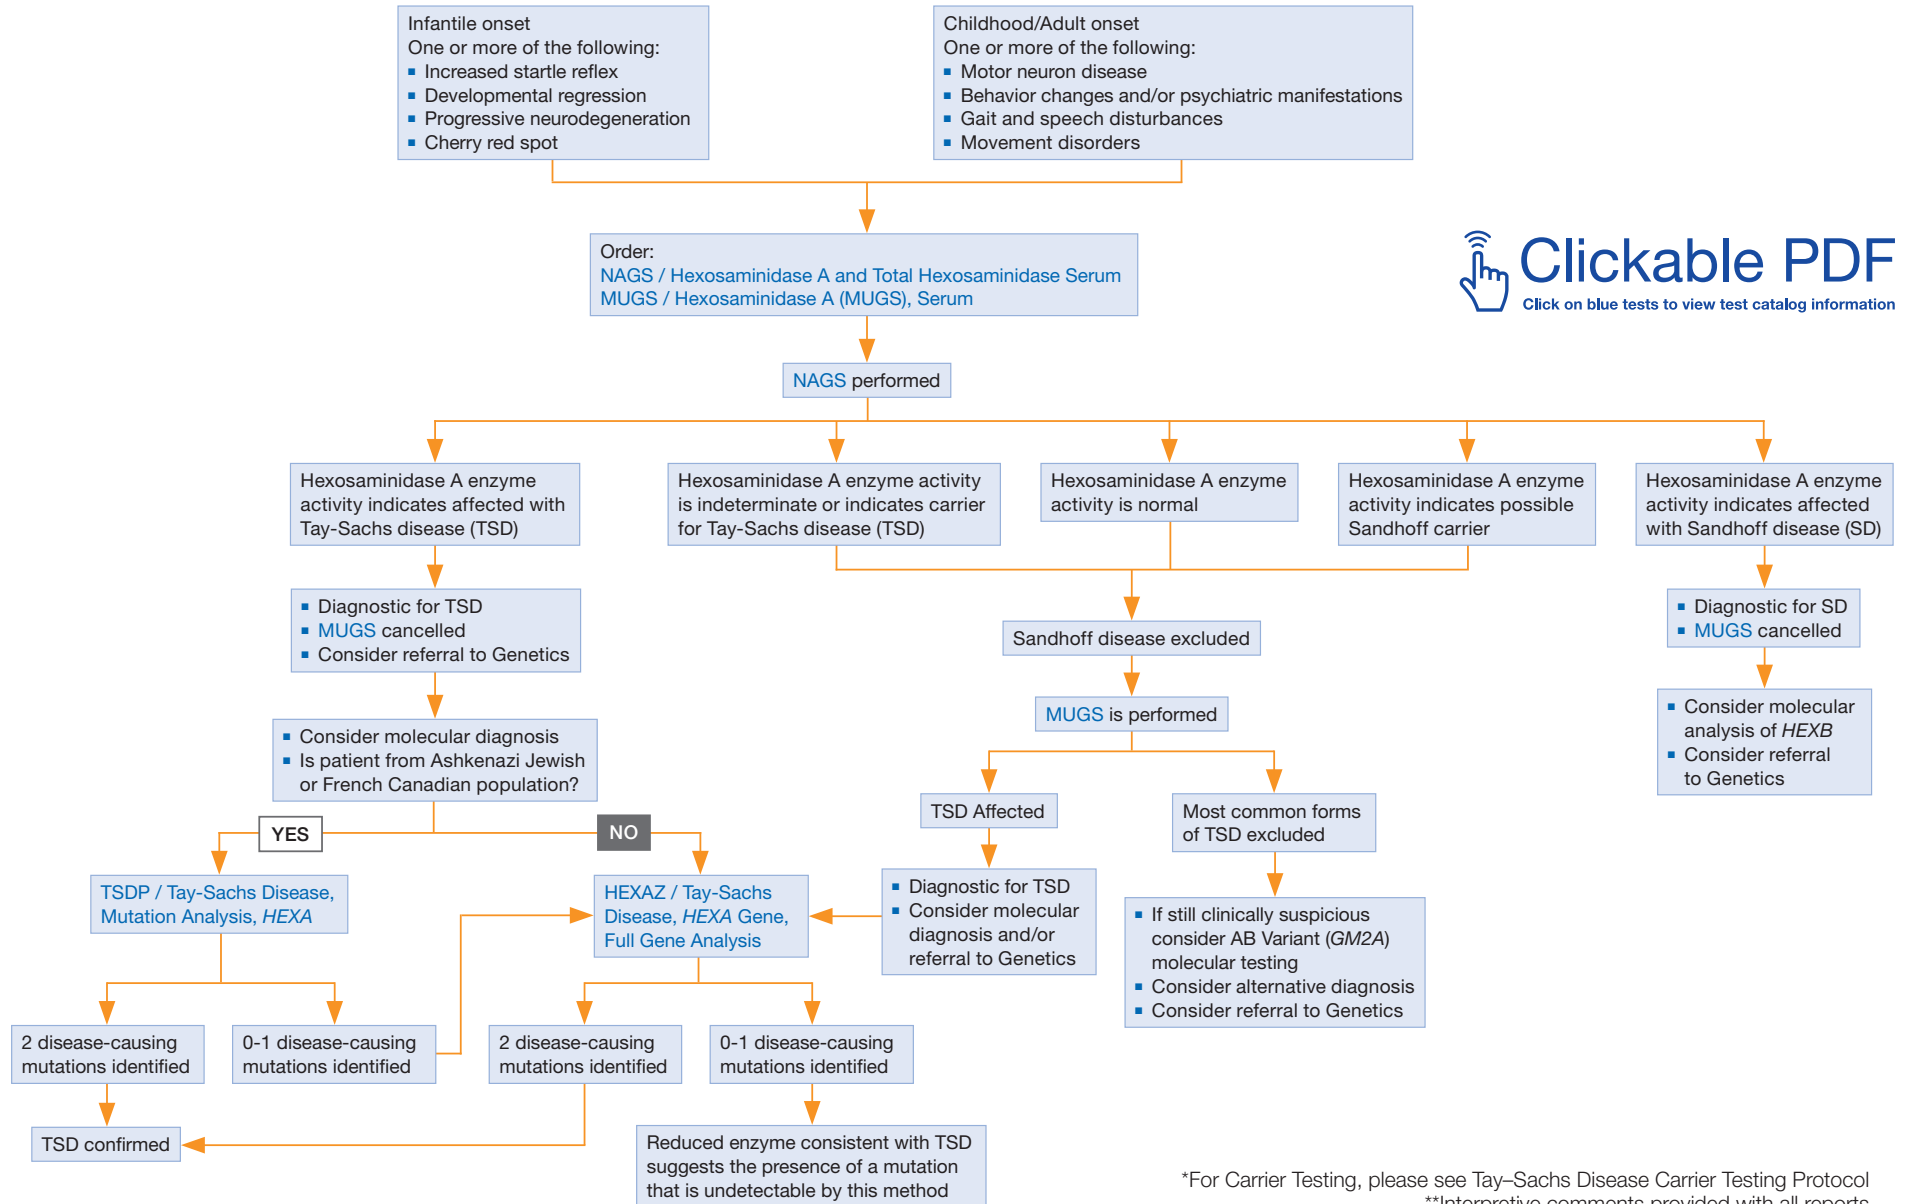 Infantile onset
One or more of the following:
▪ Increased startle reflex
▪ Developmental regression
▪ Progressive neurodegeneration
▪ Cherry red spot
Childhood/Adult onset
One or more of the following:
▪ Motor neuron disease
▪ Behavior changes and/or psychiatric manifestations
▪ Gait and speech disturbances
▪ Movement disorders
Order:
NAGS / Hexosaminidase A and Total Hexosaminidase Serum
MUGS / Hexosaminidase A (MUGS), Serum
Clickable PDF
Click on blue tests to view test catalog information
NAGS performed
Hexosaminidase A enzyme
activity indicates affected with
Tay-Sachs disease (TSD)
Hexosaminidase A enzyme activity
is indeterminate or indicates carrier
for Tay-Sachs disease (TSD)
Hexosaminidase A enzyme
activity is normal
Hexosaminidase A enzyme
activity indicates possible
Sandhoff carrier
Hexosaminidase A enzyme
activity indicates affected
with Sandhoff disease (SD)
▪ Diagnostic for TSD
▪ MUGS cancelled
▪ Consider referral to Genetics
Sandhoff disease excluded
▪ Diagnostic for SD
▪ MUGS cancelled
MUGS is performed
▪ Consider molecular
analysis of HEXB
▪ Consider referral
to Genetics
▪ Consider molecular diagnosis
▪ Is patient from Ashkenazi Jewish
or French Canadian population?
YES
NO
TSD Affected
Most common forms
of TSD excluded
TSDP / Tay-Sachs Disease,
Mutation Analysis, HEXA
HEXAZ / Tay-Sachs
Disease, HEXA Gene,
Full Gene Analysis
▪ Diagnostic for TSD
▪ Consider molecular
diagnosis and/or
referral to Genetics
▪ If still clinically suspicious
consider AB Variant (GM2A)
molecular testing
▪ Consider alternative diagnosis
▪ Consider referral to Genetics
2 disease-causing
mutations identified
0-1 disease-causing
mutations identified
2 disease-causing
mutations identified
0-1 disease-causing
mutations identified
TSD confirmed
Reduced enzyme consistent with TSD
suggests the presence of a mutation
that is undetectable by this method
*For Carrier Testing, please see Tay–Sachs Disease Carrier Testing Protocol
**Interpretive comments provided with all reports